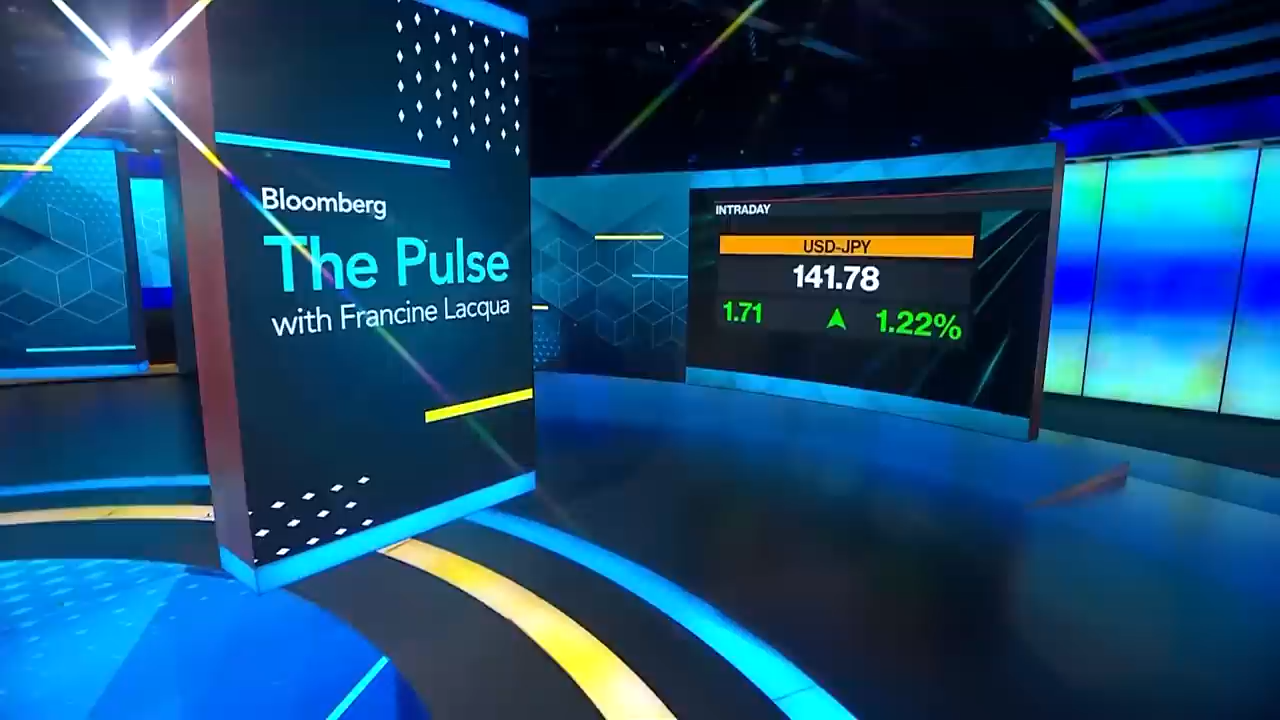 Bloomberg
The Pulse
with Francine Lacqua
INTRADAY
USD-JPY
141.78
1.71 ▲ 1.22%